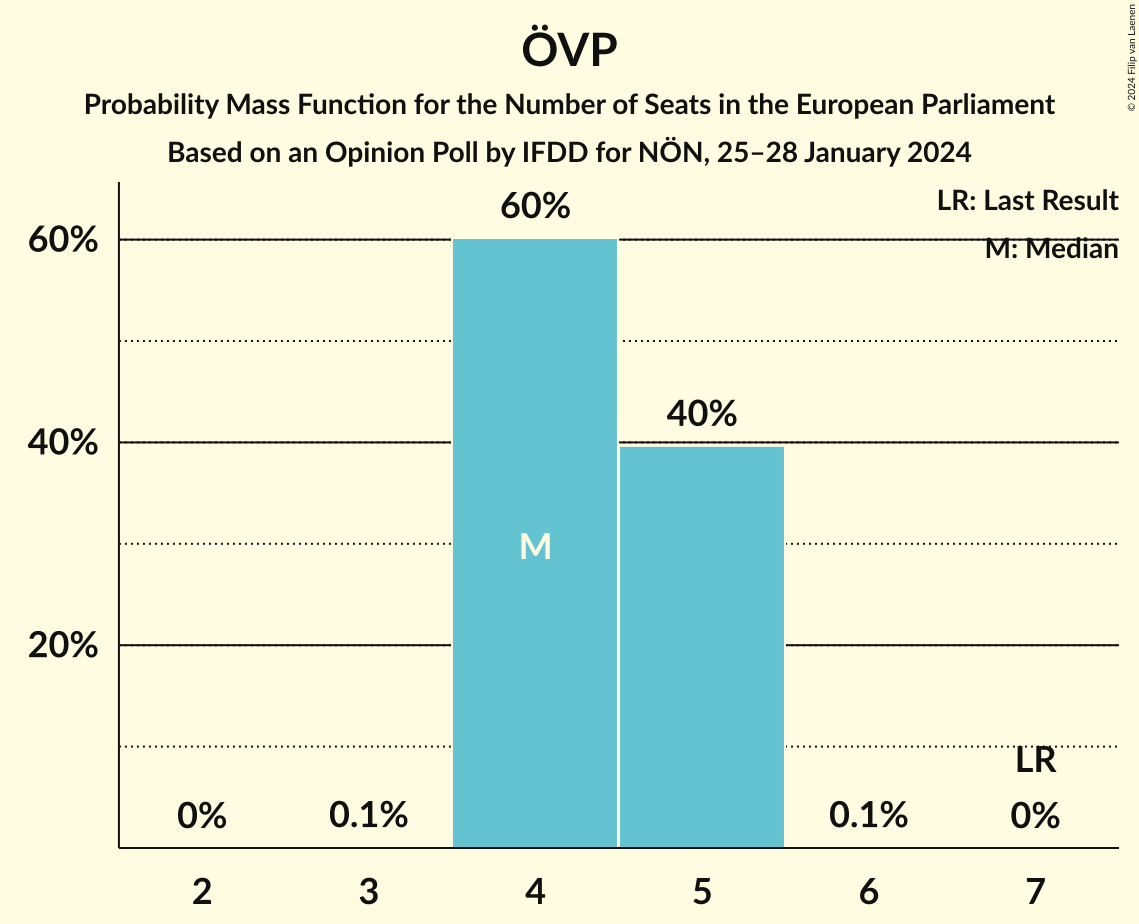 ÖVP
Probability Mass Function for the Number of Seats in the European Parliament
Based on an Opinion Poll by IFDD for NÖN, 25–28 January 2024
© 2024 Filip van Laenen
LR: Last Result
M: Median
60%
40%
20%
0%
0.1%
60%
M
40%
0.1%
LR
0%
2
3
4
5
6
7